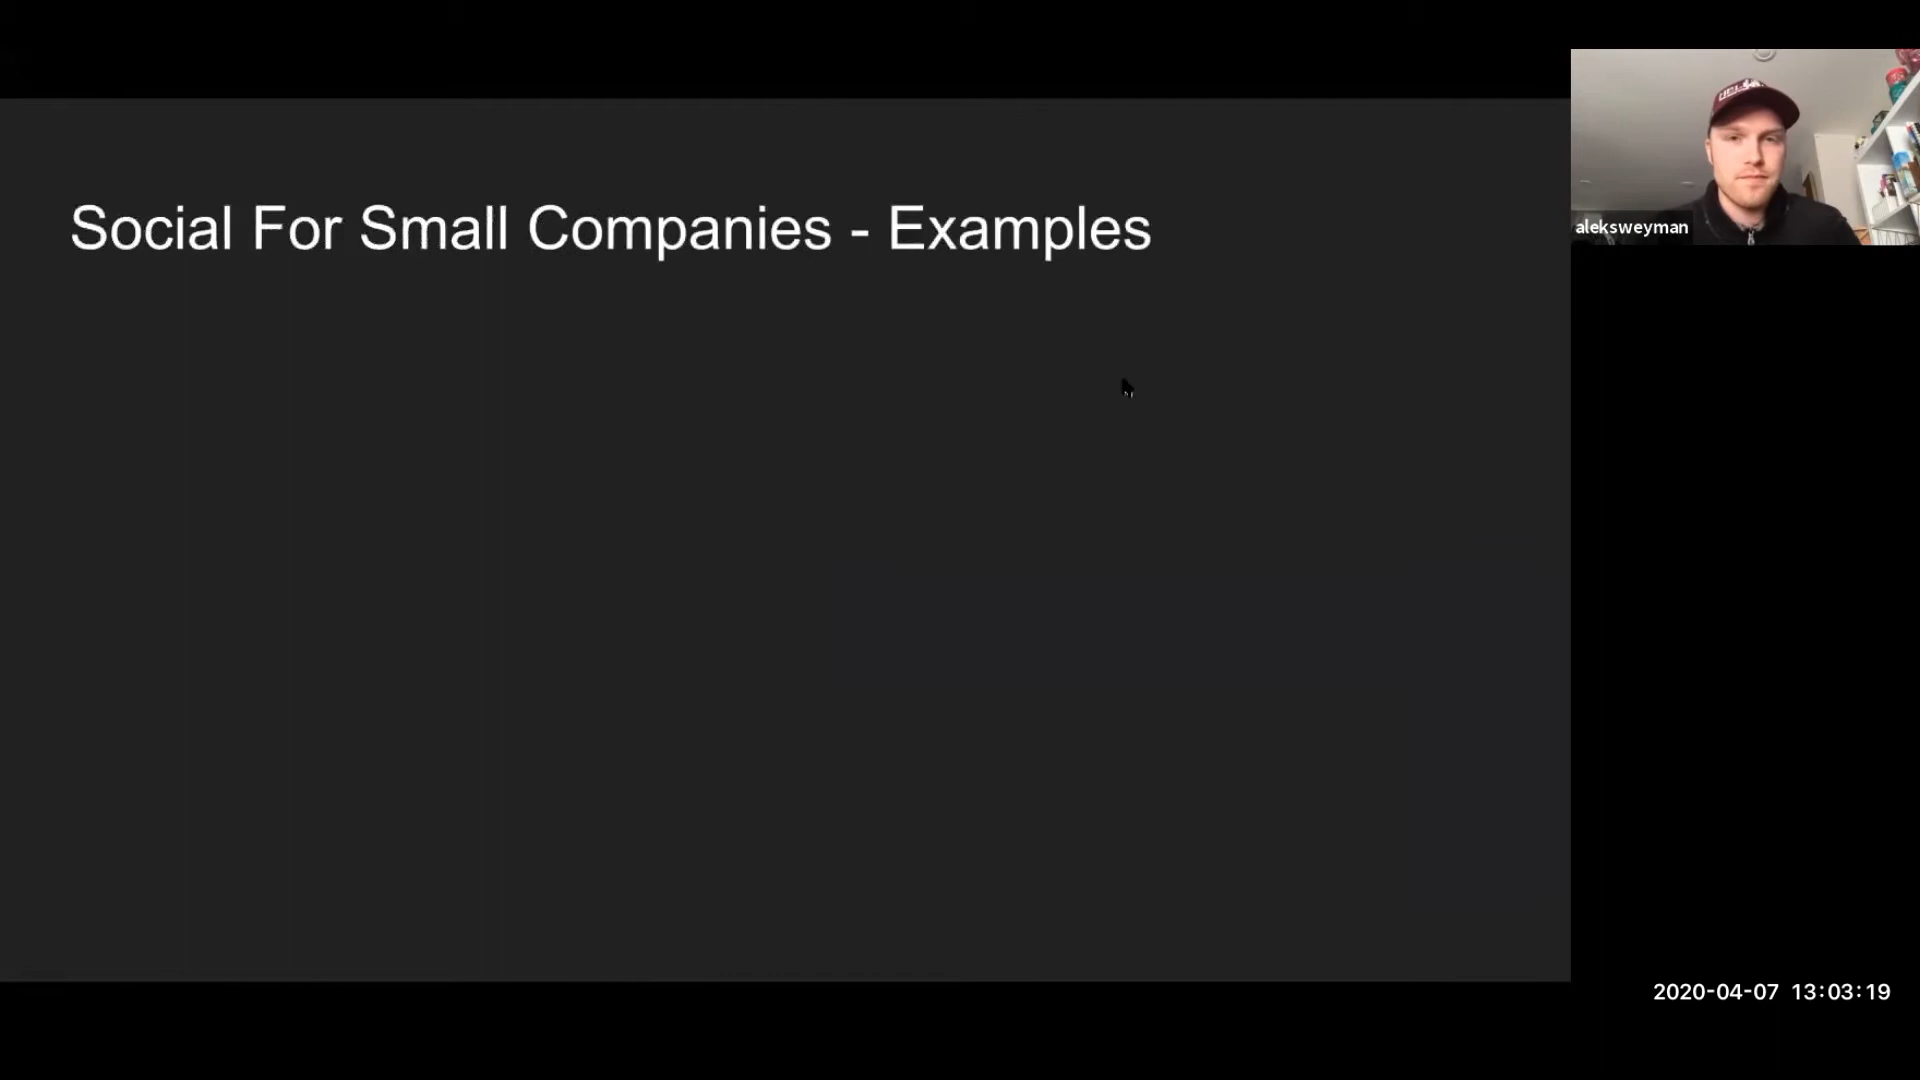 Social For Small Companies - Examples
aleksweyman
2020-04-07 13:03:19